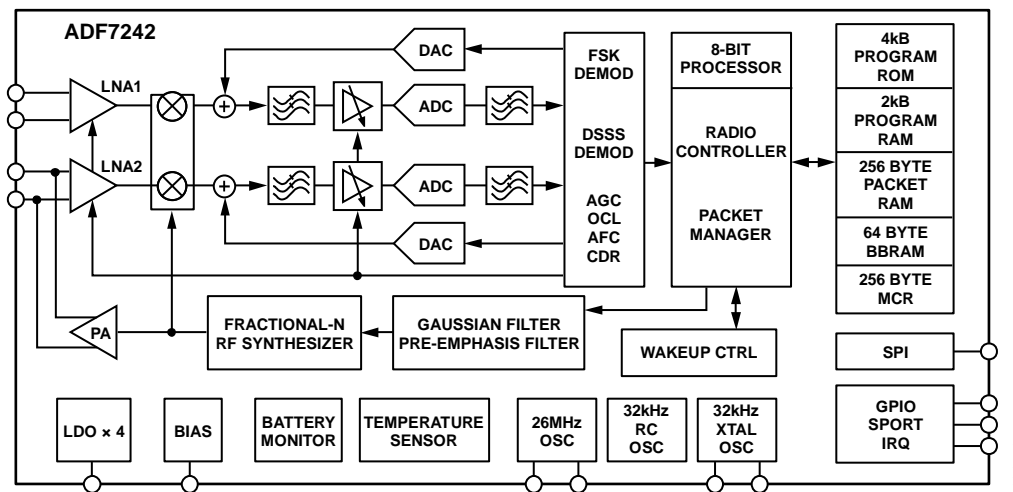 ADF7242
LNA1
LNA2
DAC
ADC
ADC
DAC
FSK
DEMOD
DSSS
DEMOD
AGC
OCL
AFC
CDR
8-BIT
PROCESSOR
RADIO
CONTROLLER
PACKET
MANAGER
4kB
PROGRAM
ROM
2kB
PROGRAM
RAM
256 BYTE
PACKET
RAM
64 BYTE
BBRAM
256 BYTE
MCR
PA
FRACTIONAL-N
RF SYNTHESIZER
GAUSSIAN FILTER
PRE-EMPHASIS FILTER
WAKEUP CTRL
SPI
GPIO
SPORT
IRQ
LDO × 4
BIAS
BATTERY
MONITOR
TEMPERATURE
SENSOR
26MHz
OSC
32kHz
RC
OSC
32kHz
XTAL
OSC